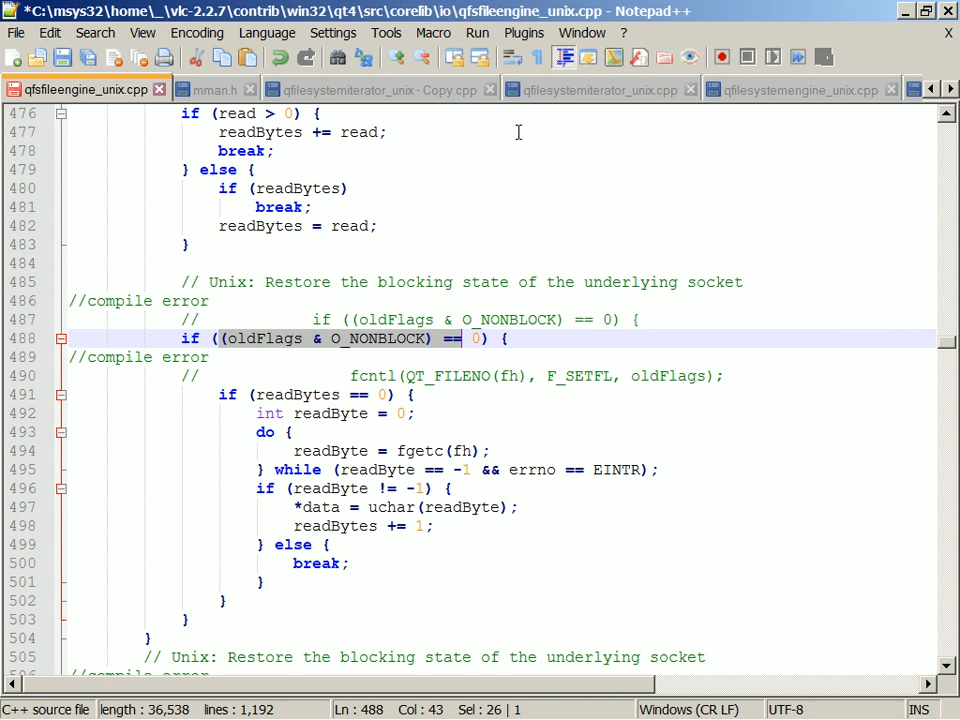 *C:\msys32\home\_\vlc-2.2.7\contrib\win32\qt4\src\corelib\io\qfsfileengine_unix.cpp - Notepad++
File Edit Search View Encoding Language Settings Tools Macro Run Plugins Window ? X
qfsfileengine_unix.cpp mman.h qfilesystemiterator_unix - Copy.cpp qfilesystemiterator_unix.cpp qfilesystemengine_unix.cpp
476 if (read > 0) {
477 readBytes += read;
478 break;
479 } else {
480 if (readBytes)
481 break;
482 readBytes = read;
483 }
484
485 // Unix: Restore the blocking state of the underlying socket
486 //compile error
487 // if ((oldFlags & O_NONBLOCK) == 0) {
488 if ((oldFlags & O_NONBLOCK) == 0) {
489 //compile error
490 // fcntl(QT_FILENO(fh), F_SETFL, oldFlags);
491 if (readBytes == 0) {
492 int readByte = 0;
493 do {
494 readByte = fgetc(fh);
495 } while (readByte == -1 && errno == EINTR);
496 if (readByte != -1) {
497 *data = uchar(readByte);
498 readBytes += 1;
499 } else {
500 break;
501 }
502 }
503 }
504 }
505 // Unix: Restore the blocking state of the underlying socket
506 //compile error
C++ source file length : 36,538 lines : 1,192 Ln : 488 Col : 43 Sel : 26 | 1 Windows (CR LF) UTF-8 INS